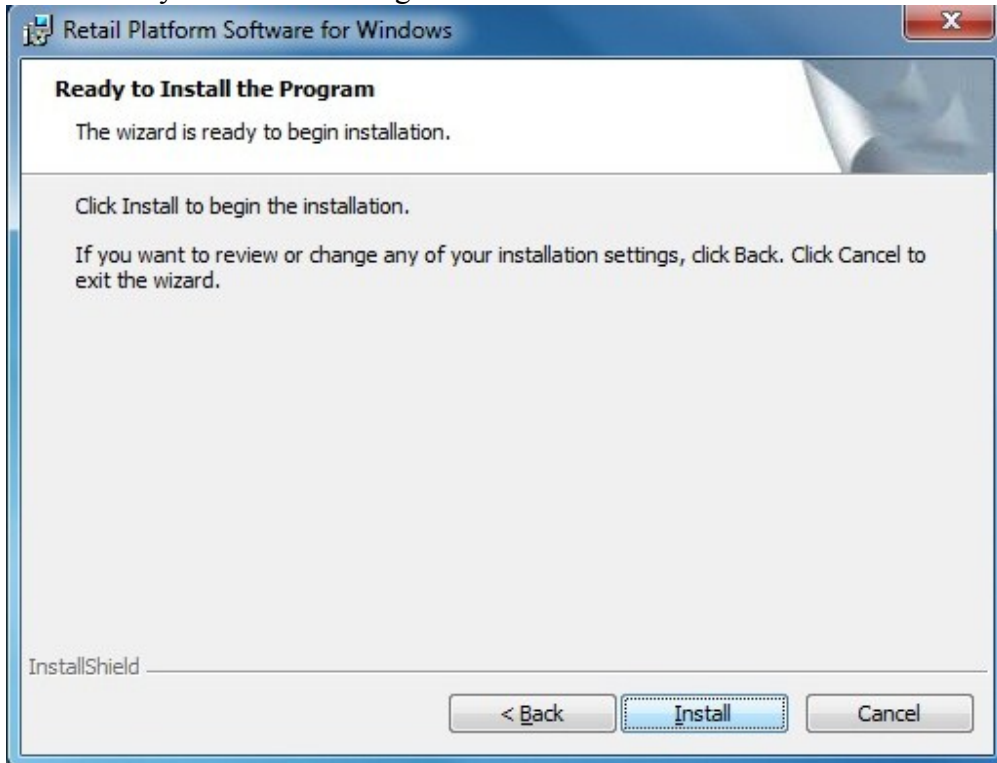 Retail Platform Software for Windows
Ready to Install the Program
The wizard is ready to begin installation.
Click Install to begin the installation.
If you want to review or change any of your installation settings, click Back. Click Cancel to
exit the wizard.
InstallShield
< Back Install Cancel